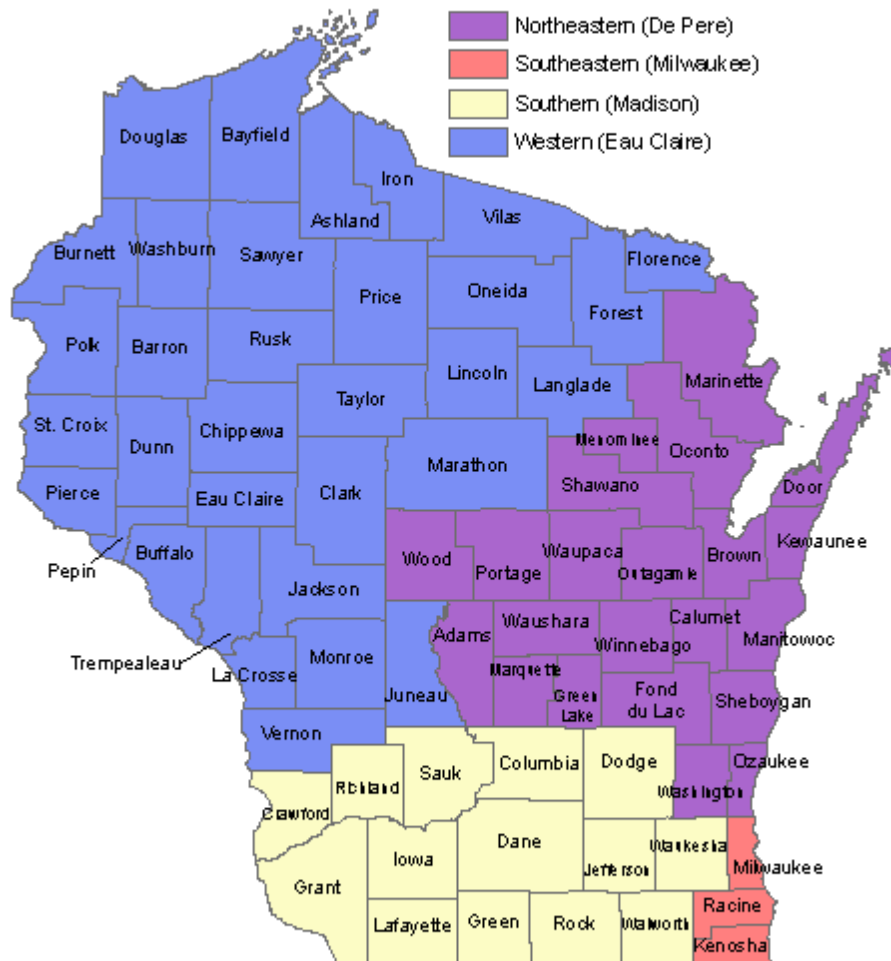 Northeastern (De Pere)
Southeastern (Milwaukee)
Southern (Madison)
Western (Eau Claire)
Douglas
Bayfield
Iron
Ashland
Vilas
Burnett
Washburn
Sawyer
Florence
Price
Oneida
Forest
Polk
Barron
Rusk
Lincoln
Langlade
Marinette
Taylor
St. Croix
Dunn
Chippewa
Menominee
Oconto
Marathon
Pierce
Eau Claire
Clark
Shawano
Door
Pepin
Buffalo
Wood
Portage
Waupaca
Outagamie
Brown
Kewaunee
Jackson
Trempealeau
La Crosse
Monroe
Juneau
Adams
Waushara
Winnebago
Calumet
Manitowoc
Marquette
Green
Lake
Fond
du Lac
Sheboygan
Vernon
Sauk
Columbia
Dodge
Ozaukee
Washington
Richland
Crawford
Dane
Waukesha
Milwaukee
Iowa
Jefferson
Grant
Lafayette
Green
Rock
Walworth
Racine
Kenosha